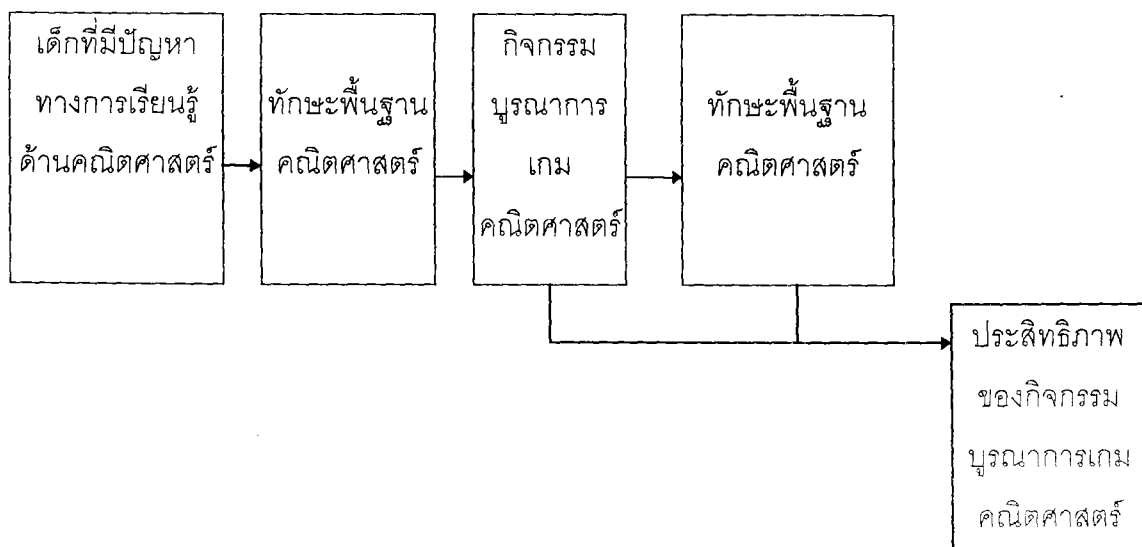 เด็กที่มีปัญหา
ทางการเรียนรู้
ด้านคณิตศาสตร์
ทักษะพื้นฐาน
คณิตศาสตร์
กิจกรรม
บูรณาการ
เกม
คณิตศาสตร์
ทักษะพื้นฐาน
คณิตศาสตร์
ประสิทธิภาพ
ของกิจกรรม
บูรณาการเกม
คณิตศาสตร์